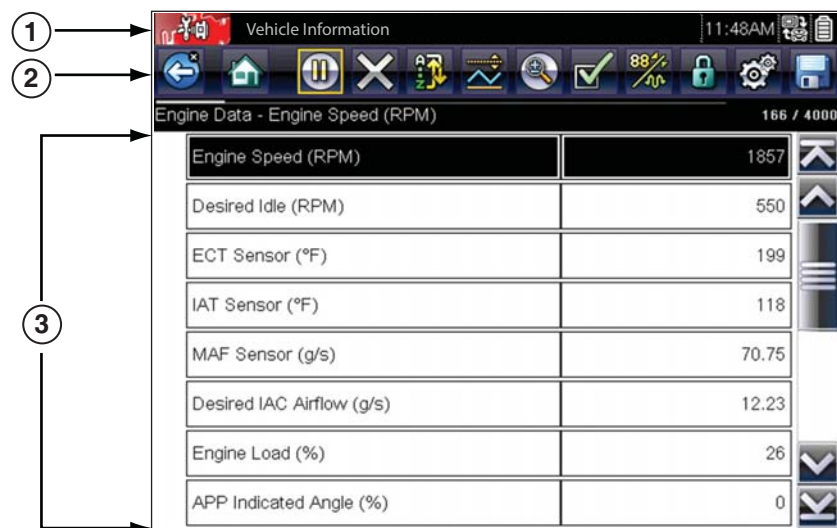 1
Vehicle Information
11:48AM
2
Engine Data - Engine Speed (RPM)
166 / 4000
3
Engine Speed (RPM) 1857
Desired Idle (RPM) 550
ECT Sensor (°F) 199
IAT Sensor (°F) 118
MAF Sensor (g/s) 70.75
Desired IAC Airflow (g/s) 12.23
Engine Load (%) 26
APP Indicated Angle (%) 0